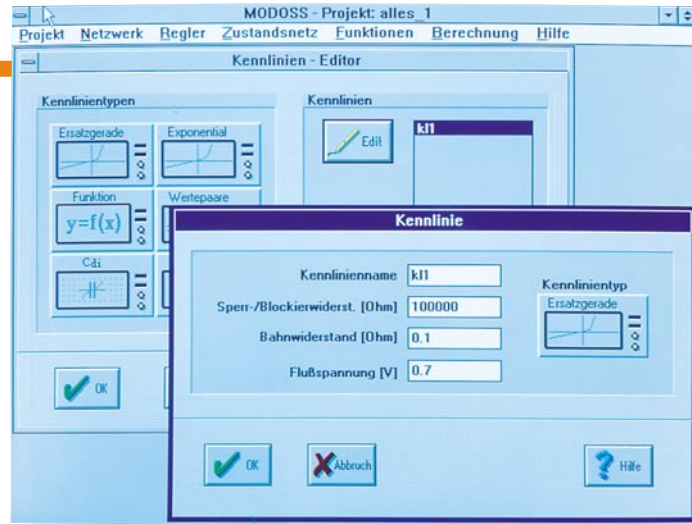 MODOSS - Projekt: alles_1
Projekt Netzwerk Regler Zustandsnetz Funktionen Berechnung Hilfe
Kennlinien - Editor
Kennlinientypen
Ersatzgerade
Exponential
Funktion
y=f(x)
Wertepaare
Cdi
Kennlinien
Edit
kl1
OK
Kennlinie
Kennlinienname kl1
Sperr-/Blockierwiderst. [Ohm] 100000
Bahnwiderstand [Ohm] 0.1
Flußspannung [V] 0.7
Kennlinientyp
Ersatzgerade
OK
Abbruch
Hilfe